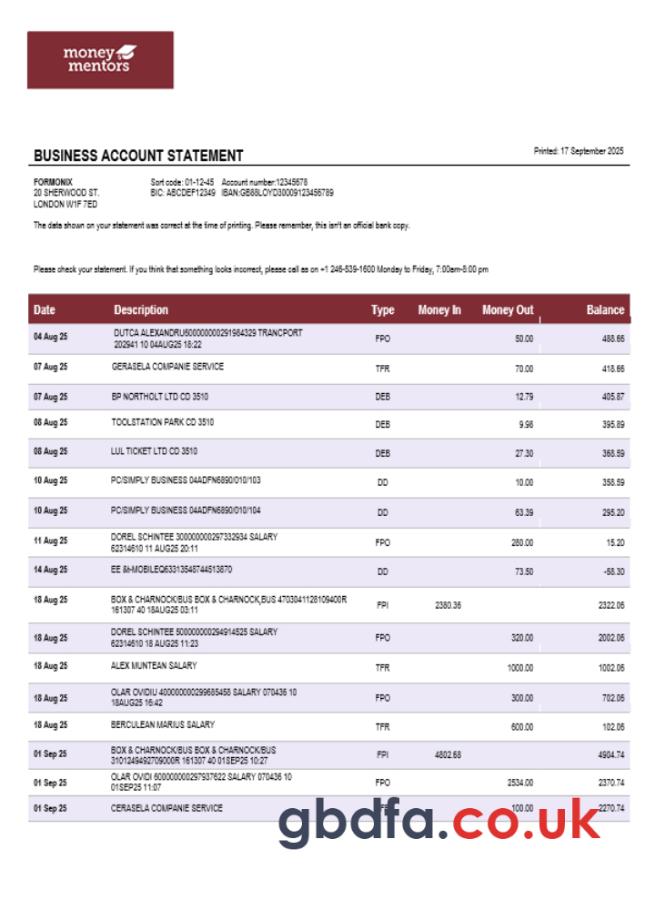 money
mentors
BUSINESS ACCOUNT STATEMENT
Printed: 17 September 2025
FORMONIX
20 SHERWOOD ST.
LONDON W1F 7ED
Sort code: 01-12-45 Account number:12345678
BIC: ABCDEF12349 IBAN:GB88LOYD30009123456789
The data shown on your statement was correct at the time of printing. Please remember, this isn't an official bank copy.
Please check your statement. If you think that something looks incorrect, please call as on +1 246-539-1600 Monday to Friday, 7:00am-8:00 pm
Date Description Type Money In Money Out Balance
04 Aug 25 DUTCA ALEXANDRU600000000291984329 TRANCPORT FPO 50.00 488.66
202941 10 04AUG25 18:22
07 Aug 25 GERASELA COMPANIE SERVICE TFR 70.00 418.66
07 Aug 25 BP NORTHOLT LTD CD 3510 DEB 12.79 405.87
08 Aug 25 TOOLSTATION PARK CD 3510 DEB 9.98 395.89
08 Aug 25 LUL TICKET LTD CD 3510 DEB 27.30 368.59
10 Aug 25 PC/SIMPLY BUSINESS 04ADFN6890/010/103 DD 10.00 358.59
10 Aug 25 PC/SIMPLY BUSINESS 04ADFN6890/010/104 DD 63.39 295.20
11 Aug 25 DOREL SCHINTEE 300000000297332934 SALARY FPO 280.00 15.20
62314610 11 AUG25 20:11
14 Aug 25 EE &t-MOBILEQ63313548744513870 DD 73.50 -58.30
18 Aug 25 BOX & CHARNOCK/BUS BOX & CHARNOCK,BUS 4703041128109400R FPI 2380.36 2322.06
161307 40 18AUG25 03:11
18 Aug 25 DOREL SCHINTEE 500000000294914525 SALARY FPO 320.00 2002.06
62314610 18 AUG25 11:23
18 Aug 25 ALEX MUNTEAN SALARY TFR 1000.00 1002.06
18 Aug 25 OLAR OVIDIU 400000000299685458 SALARY 070436 10 FPO 300.00 702.06
18AUG25 16:42
18 Aug 25 BERCULEAN MARIUS SALARY TFR 600.00 102.06
01 Sep 25 BOX & CHARNOCK/BUS BOX & CHARNOCK/BUS FPI 4802.68 4904.74
3101249492709000R 161307 40 01SEP25 10:27
01 Sep 25 OLAR OVIDI 600000000297937622 SALARY 070436 10 FPO 2534.00 2370.74
01SEP25 11:07
01 Sep 25 CERASELA COMPANIE SERVICE 100.00 2270.74
gbdfa.co.uk